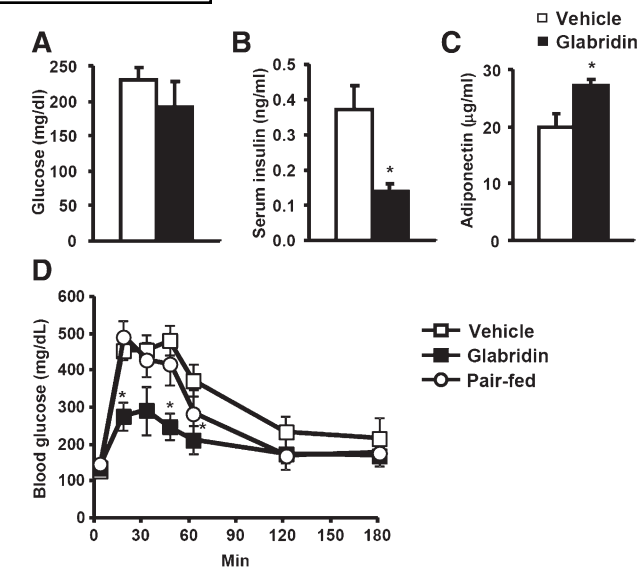 Vehicle
Glabridin
A
B
C
Glucose (mg/dl)
250
200
150
100
50
0
Serum insulin (ng/ml)
0.5
0.4
0.3
0.2
0.1
0.0
*
Adiponectin (μg/ml)
30
20
10
0
*
D
Blood glucose (mg/dL)
600
500
400
300
200
100
0
* * *
0 30 60 90 120 150 180
Min
Vehicle
Glabridin
Pair-fed